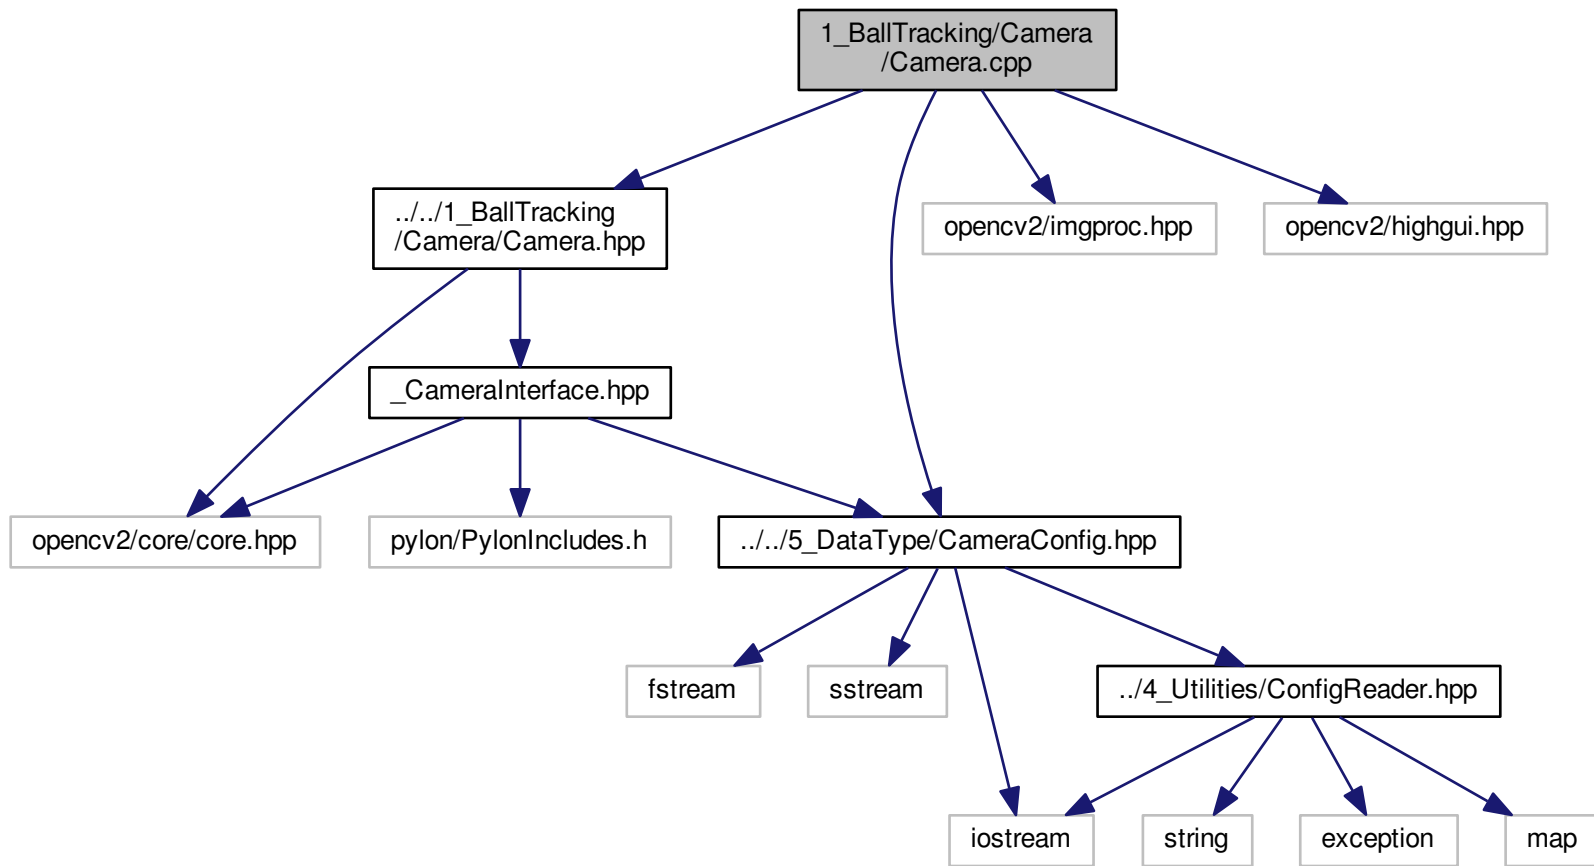 1_BallTracking/Camera
/Camera.cpp
../../1_BallTracking
/Camera/Camera.hpp
opencv2/imgproc.hpp
opencv2/highgui.hpp
_CameraInterface.hpp
opencv2/core/core.hpp
pylon/PylonIncludes.h
../../5_DataType/CameraConfig.hpp
fstream
sstream
../4_Utilities/ConfigReader.hpp
iostream
string
exception
map